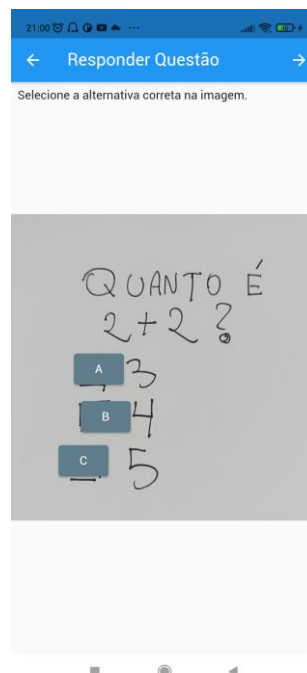 21:00
Responder Questão
Selecione a alternativa correta na imagem.
QUANTO É
2+2?
A 3
B 4
C 5